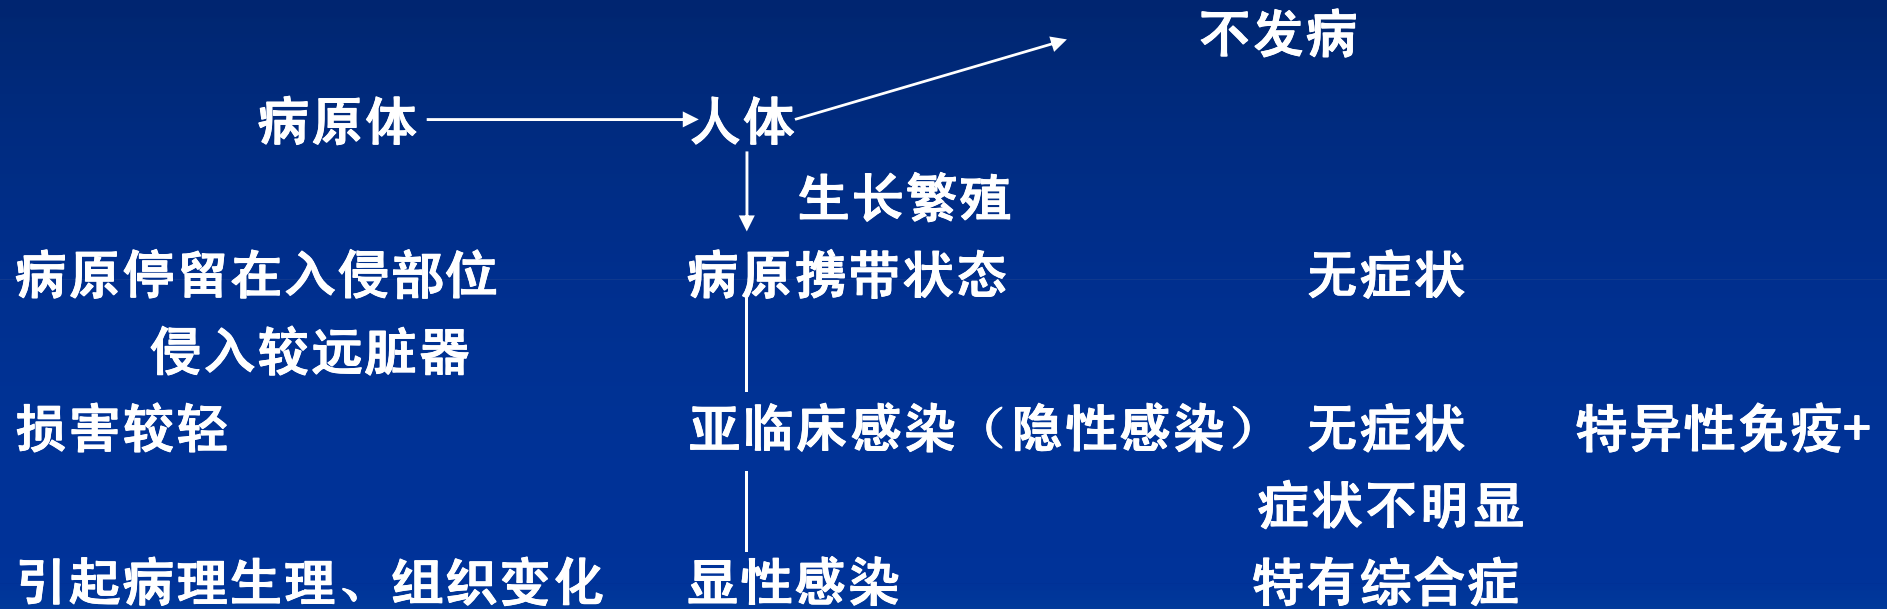 不发病
病原体 人体
生长繁殖
病原停留在入侵部位 病原携带状态 无症状
侵入较远脏器
损害较轻 亚临床感染（隐性感染） 无症状 特异性免疫+
症状不明显
引起病理生理、组织变化 显性感染 特有综合症